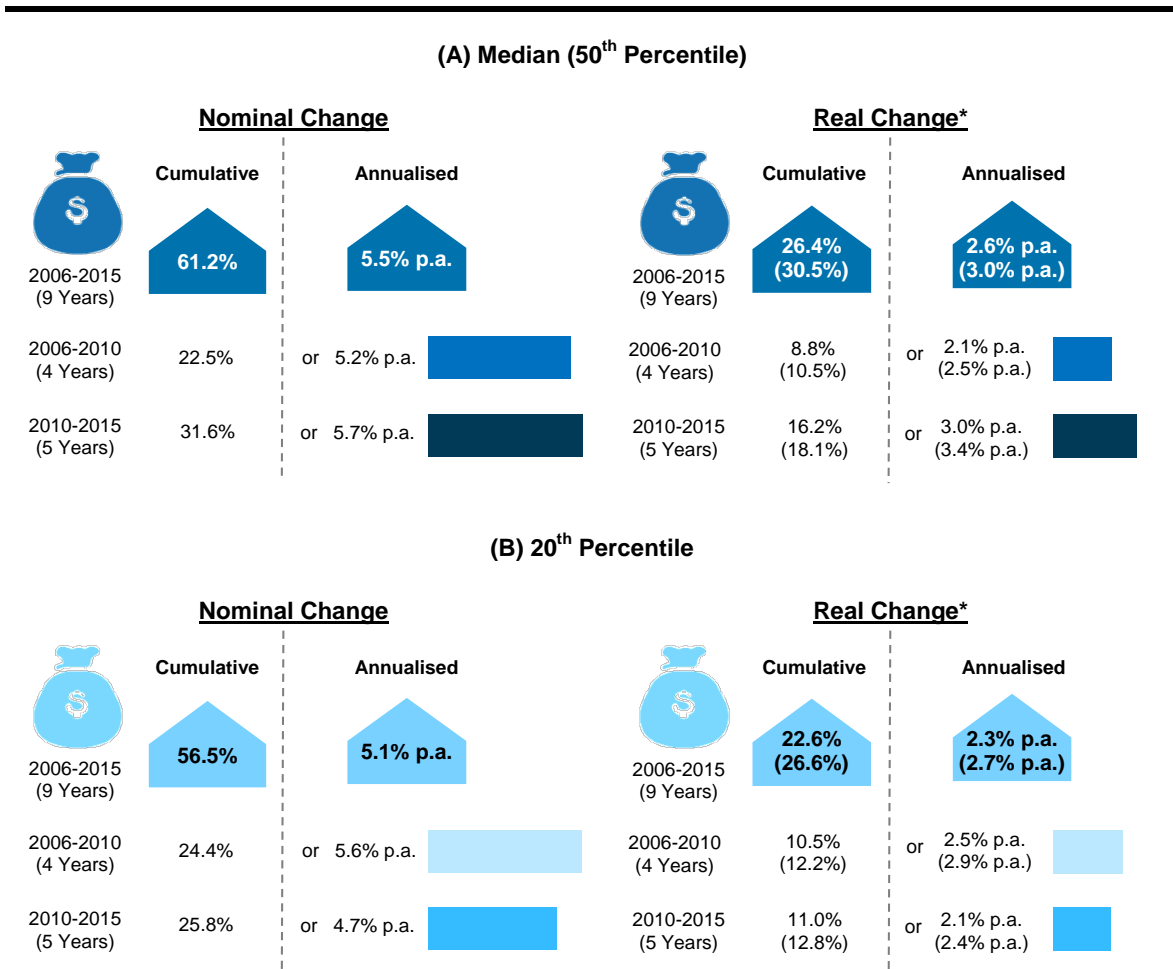 (A) Median (50th Percentile)
Nominal Change
Real Change*
Cumulative
Annualised
Cumulative
Annualised
$
$
61.2%
5.5% p.a.
26.4%
(30.5%)
2.6% p.a.
(3.0% p.a.)
2006-2015
(9 Years)
2006-2015
(9 Years)
2006-2010
(4 Years)
22.5%
or 5.2% p.a.
2006-2010
(4 Years)
8.8%
(10.5%)
or 2.1% p.a.
(2.5% p.a.)
2010-2015
(5 Years)
31.6%
or 5.7% p.a.
2010-2015
(5 Years)
16.2%
(18.1%)
or 3.0% p.a.
(3.4% p.a.)
(B) 20th Percentile
Nominal Change
Real Change*
Cumulative
Annualised
Cumulative
Annualised
$
$
56.5%
5.1% p.a.
22.6%
(26.6%)
2.3% p.a.
(2.7% p.a.)
2006-2015
(9 Years)
2006-2015
(9 Years)
2006-2010
(4 Years)
24.4%
or 5.6% p.a.
2006-2010
(4 Years)
10.5%
(12.2%)
or 2.5% p.a.
(2.9% p.a.)
2010-2015
(5 Years)
25.8%
or 4.7% p.a.
2010-2015
(5 Years)
11.0%
(12.8%)
or 2.1% p.a.
(2.4% p.a.)